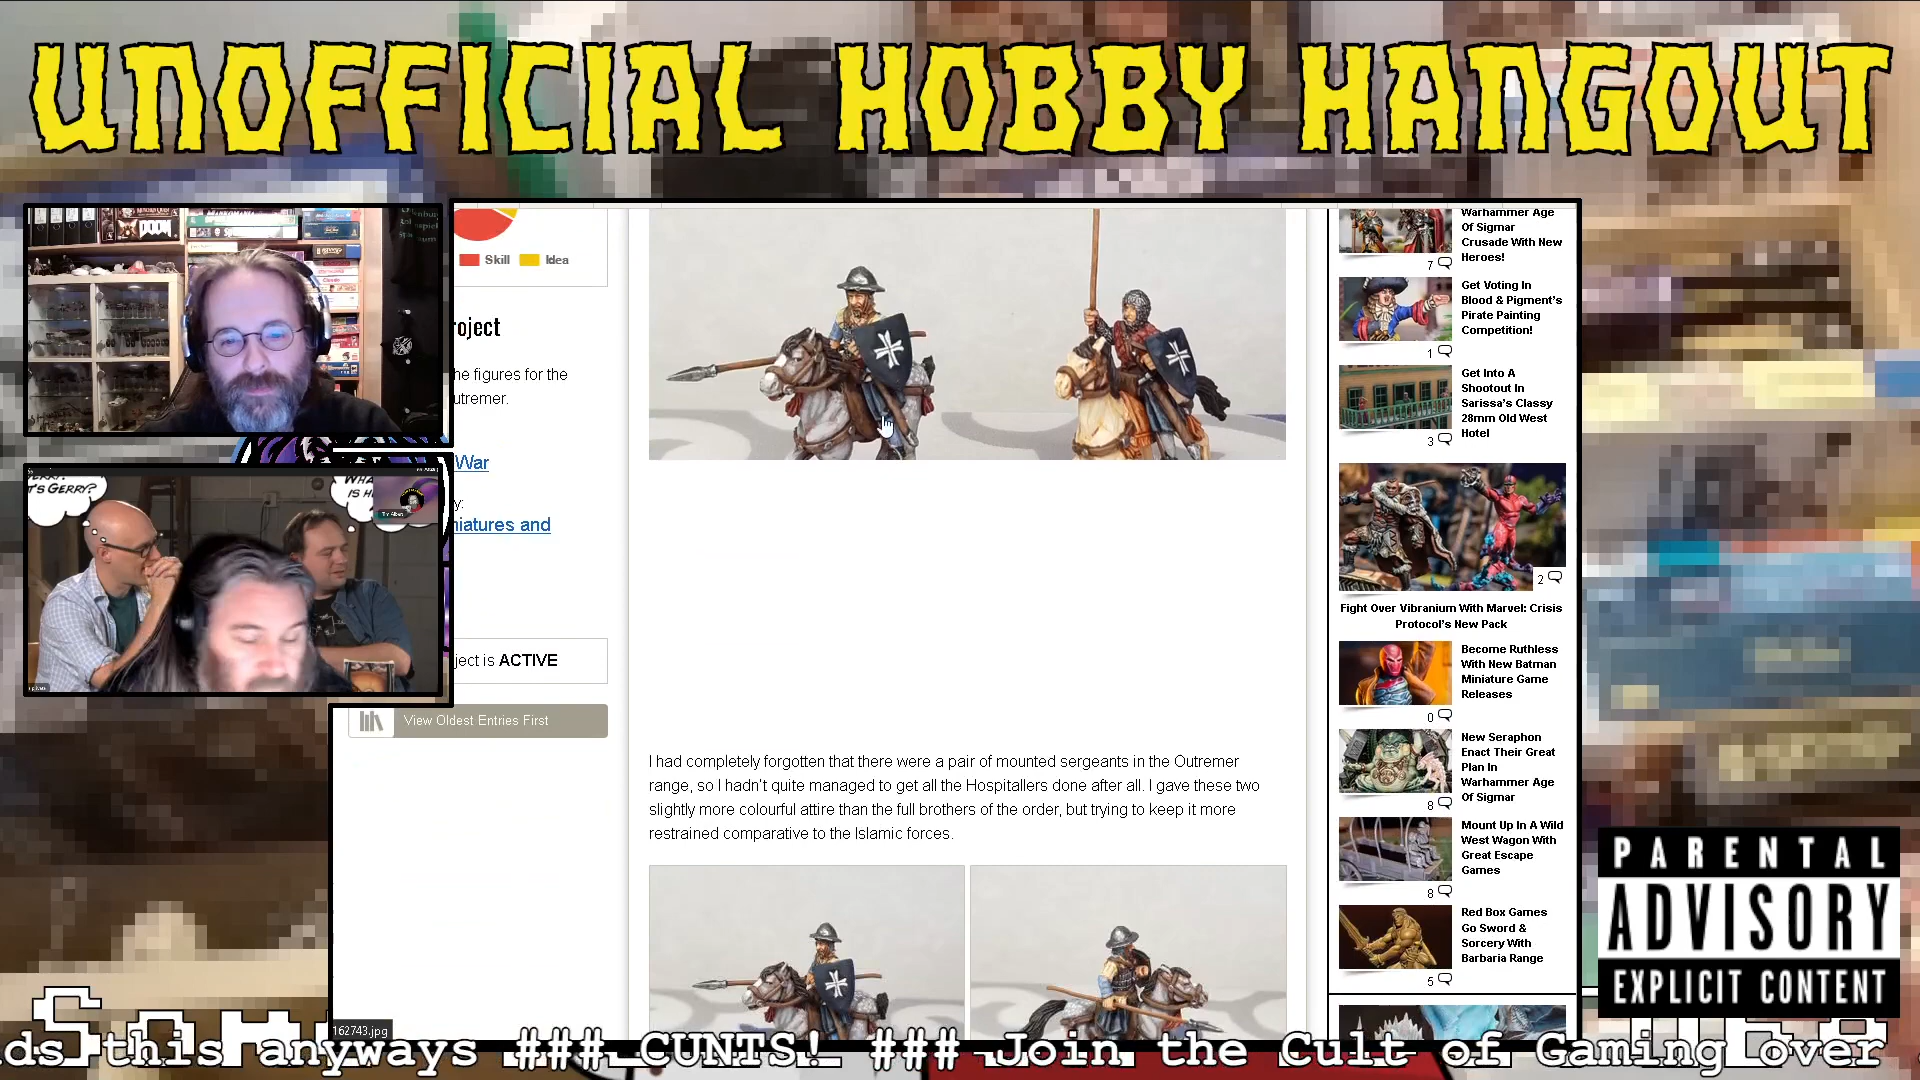 UNOFFICIAL HOBBY HANGOUT
DOOM
Skill
Idea
roject
he figures for the
utremer.
War
y:
niatures and
ject is ACTIVE
View Oldest Entries First
I had completely forgotten that there were a pair of mounted sergeants in the Outremer
range, so I hadn't quite managed to get all the Hospitallers done after all. I gave these two
slightly more colourful attire than the full brothers of the order, but trying to keep it more
restrained comparative to the Islamic forces.
162743.jpg
Warhammer Age
Of Sigmar
Crusade With New
Heroes!
7
Get Voting In
Blood & Pigment's
Pirate Painting
Competition!
1
Get Into A
Shootout In
Sarissa's Classy
28mm Old West
Hotel
3
2
Fight Over Vibranium With Marvel: Crisis
Protocol's New Pack
Become Ruthless
With New Batman
Miniature Game
Releases
0
New Seraphon
Enact Their Great
Plan In
Warhammer Age
Of Sigmar
8
Mount Up In A Wild
West Wagon With
Great Escape
Games
8
Red Box Games
Go Sword &
Sorcery With
Barbaria Range
5
T'S GERRY?
WHA
IS H
PARENTAL
ADVISORY
EXPLICIT CONTENT
ds this anyways ### CUNTS! ### Join the Cult of Gaming over